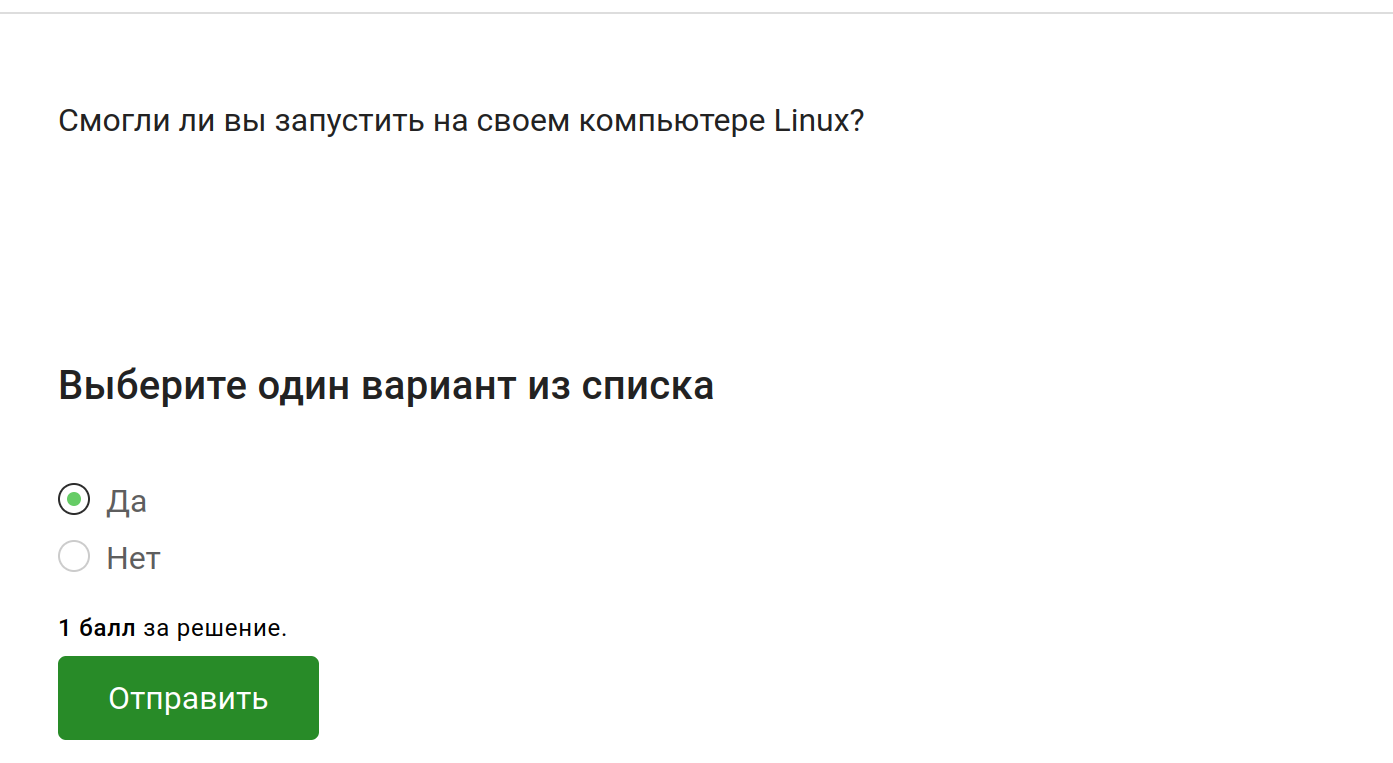 Смогли ли вы запустить на своем компьютере Linux?
Выберите один вариант из списка
Да
Нет
1 балл за решение.
Отправить